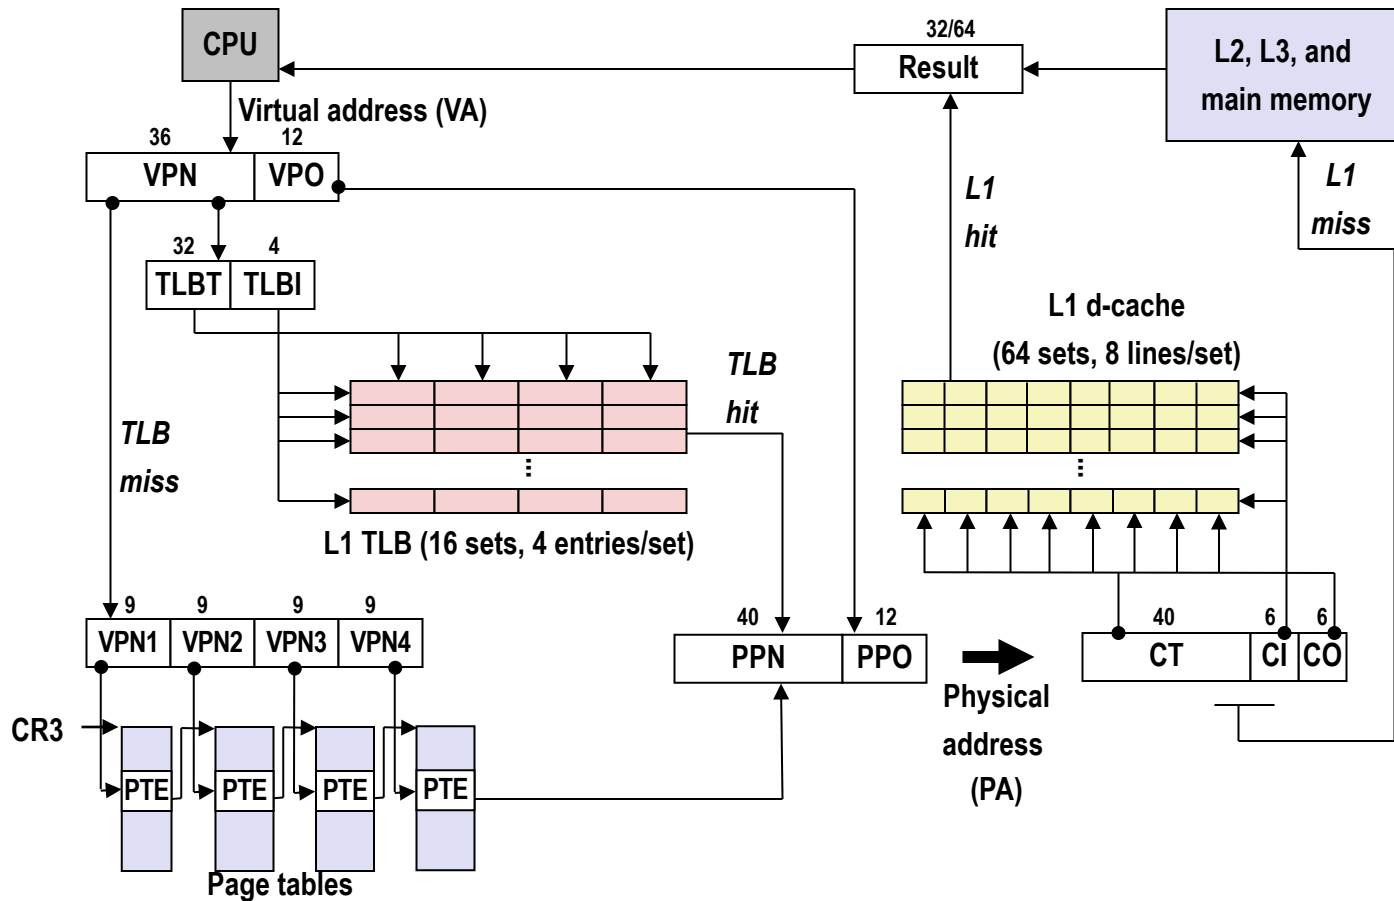 CPU
32/64
Result
L2, L3, and
main memory
Virtual address (VA)
36 12
VPN VPO
L1
hit
L1
miss
32 4
TLBT TLBI
L1 d-cache
(64 sets, 8 lines/set)
TLB
hit
TLB
miss
...
...
L1 TLB (16 sets, 4 entries/set)
9 9 9 9
VPN1 VPN2 VPN3 VPN4
40 12
PPN PPO
40 6 6
CT CI CO
Physical
address
(PA)
CR3
PTE PTE PTE PTE
Page tables